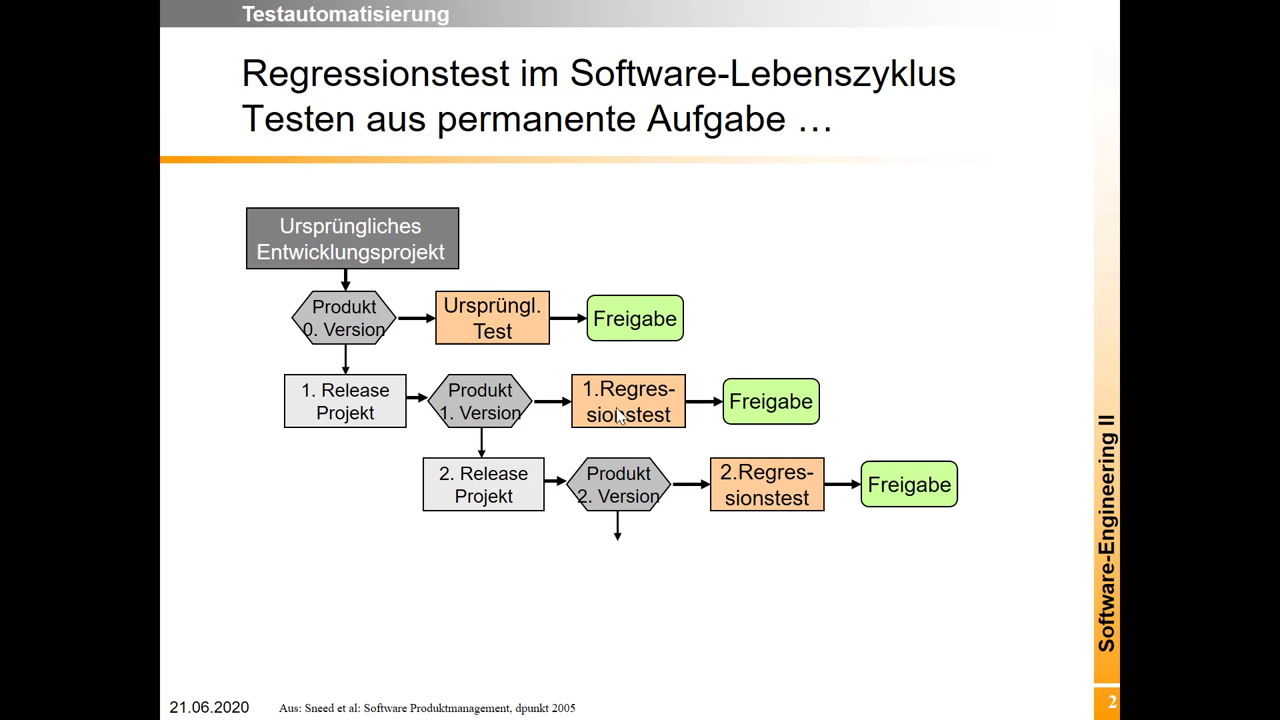 Testautomatisierung
Regressionstest im Software-Lebenszyklus
Testen aus permanente Aufgabe …
Ursprüngliches
Entwicklungsprojekt
Produkt
0. Version
Ursprüngl.
Test
Freigabe
1. Release
Projekt
Produkt
1. Version
1.Regres-
sionstest
Freigabe
2. Release
Projekt
Produkt
2. Version
2.Regres-
sionstest
Freigabe
Software-Engineering II
21.06.2020
Aus: Sneed et al: Software Produktmanagement, dpunkt 2005
2